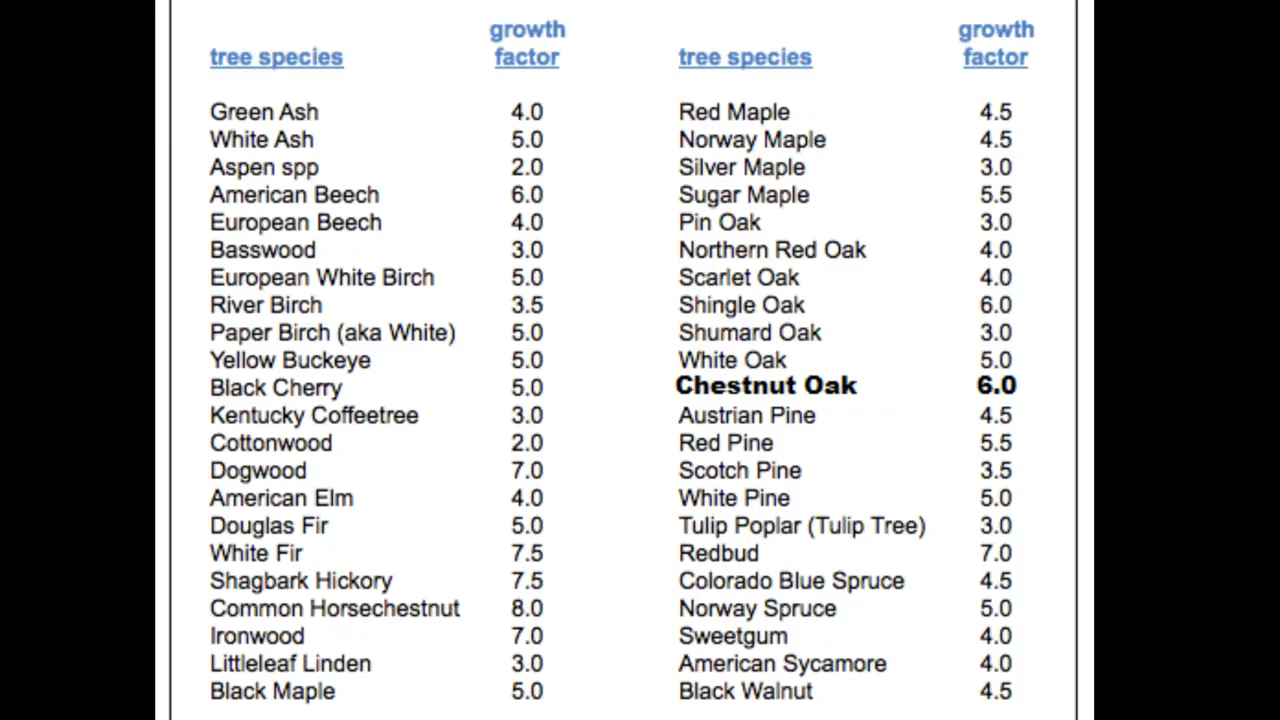 growth growth
tree species factor tree species factor
Green Ash 4.0 Red Maple 4.5
White Ash 5.0 Norway Maple 4.5
Aspen spp 2.0 Silver Maple 3.0
American Beech 6.0 Sugar Maple 5.5
European Beech 4.0 Pin Oak 3.0
Basswood 3.0 Northern Red Oak 4.0
European White Birch 5.0 Scarlet Oak 4.0
River Birch 3.5 Shingle Oak 6.0
Paper Birch (aka White) 5.0 Shumard Oak 3.0
Yellow Buckeye 5.0 White Oak 5.0
Black Cherry 5.0 Chestnut Oak 6.0
Kentucky Coffeetree 3.0 Austrian Pine 4.5
Cottonwood 2.0 Red Pine 5.5
Dogwood 7.0 Scotch Pine 3.5
American Elm 4.0 White Pine 5.0
Douglas Fir 5.0 Tulip Poplar (Tulip Tree) 3.0
White Fir 7.5 Redbud 7.0
Shagbark Hickory 7.5 Colorado Blue Spruce 4.5
Common Horsechestnut 8.0 Norway Spruce 5.0
Ironwood 7.0 Sweetgum 4.0
Littleleaf Linden 3.0 American Sycamore 4.0
Black Maple 5.0 Black Walnut 4.5